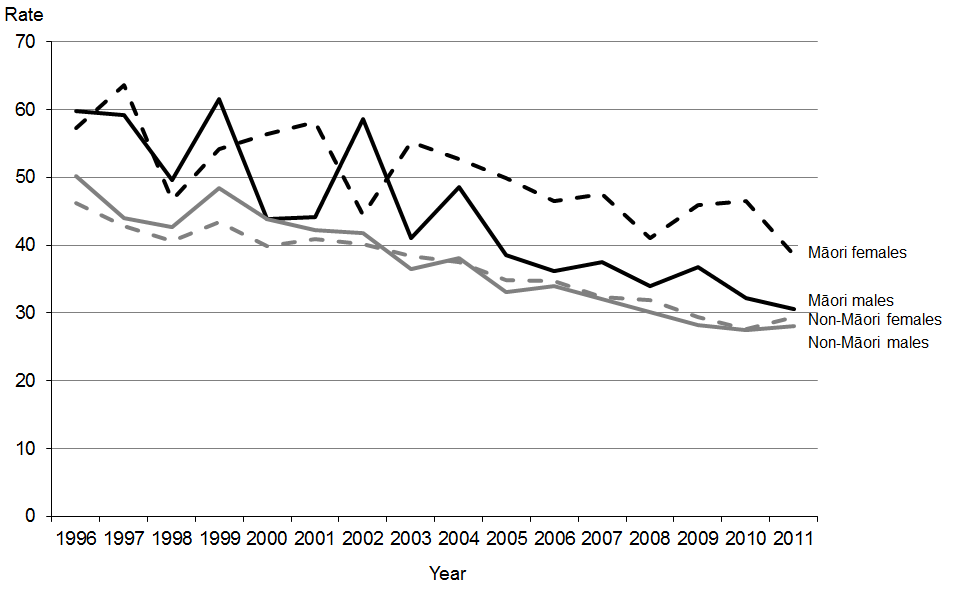 Rate
70
60
50
40
30
20
10
0
Māori females
Māori males
Non-Māori females
Non-Māori males
1996 1997 1998 1999 2000 2001 2002 2003 2004 2005 2006 2007 2008 2009 2010 2011
Year